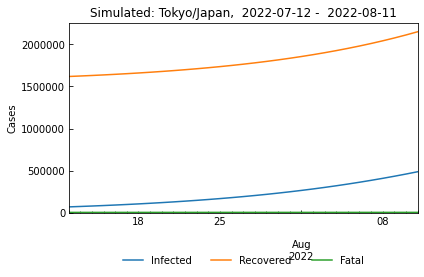 Simulated: Tokyo/Japan, 2022-07-12 - 2022-08-11
Cases
2000000
1500000
1000000
500000
0
18
25
Aug
2022
08
Infected
Recovered
Fatal